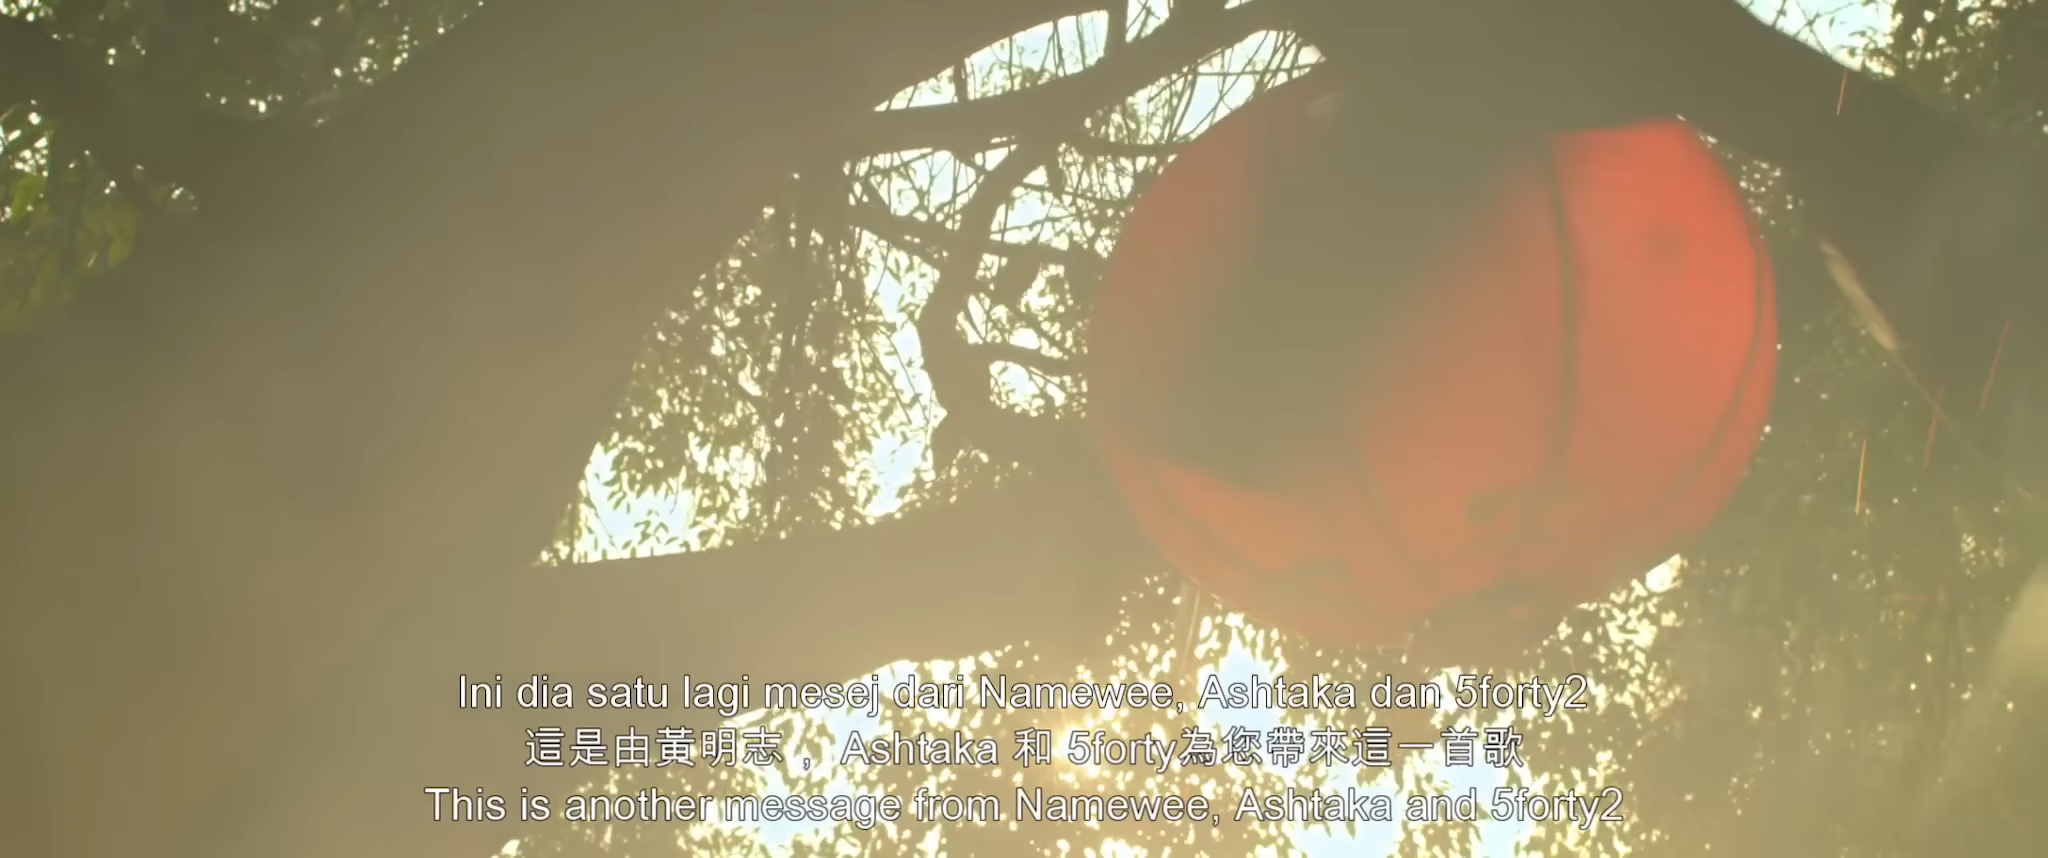 Ini dia satu lagi mesej dari Namewee, Ashtaka dan 5forty2
這是由黃明志， Ashtaka 和 5forty為您帶來這一首歌
This is another message from Namewee, Ashtaka and 5forty2